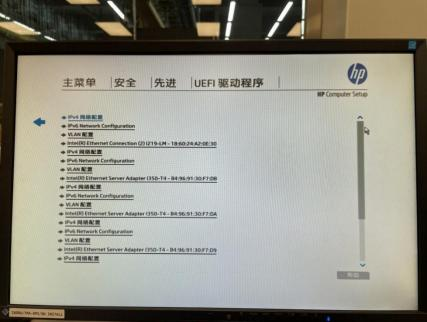 hp
主菜单 安全 先进 UEFI 驱动程序
HP Computer Setup
IPv4 网络配置
IPv6 Network Configuration
VLAN 配置
Intel(R) Ethernet Connection (2) I219-LM - 18:60:24:A2:0E:30
IPv4 网络配置
IPv6 Network Configuration
VLAN 配置
Intel(R) Ethernet Server Adapter I350-T4 - B4:96:91:30:F7:DB
IPv4 网络配置
IPv6 Network Configuration
VLAN 配置
Intel(R) Ethernet Server Adapter I350-T4 - B4:96:91:30:F7:DA
IPv4 网络配置
IPv6 Network Configuration
VLAN 配置
Intel(R) Ethernet Server Adapter I350-T4 - B4:96:91:30:F7:D9
IPv4 网络配置